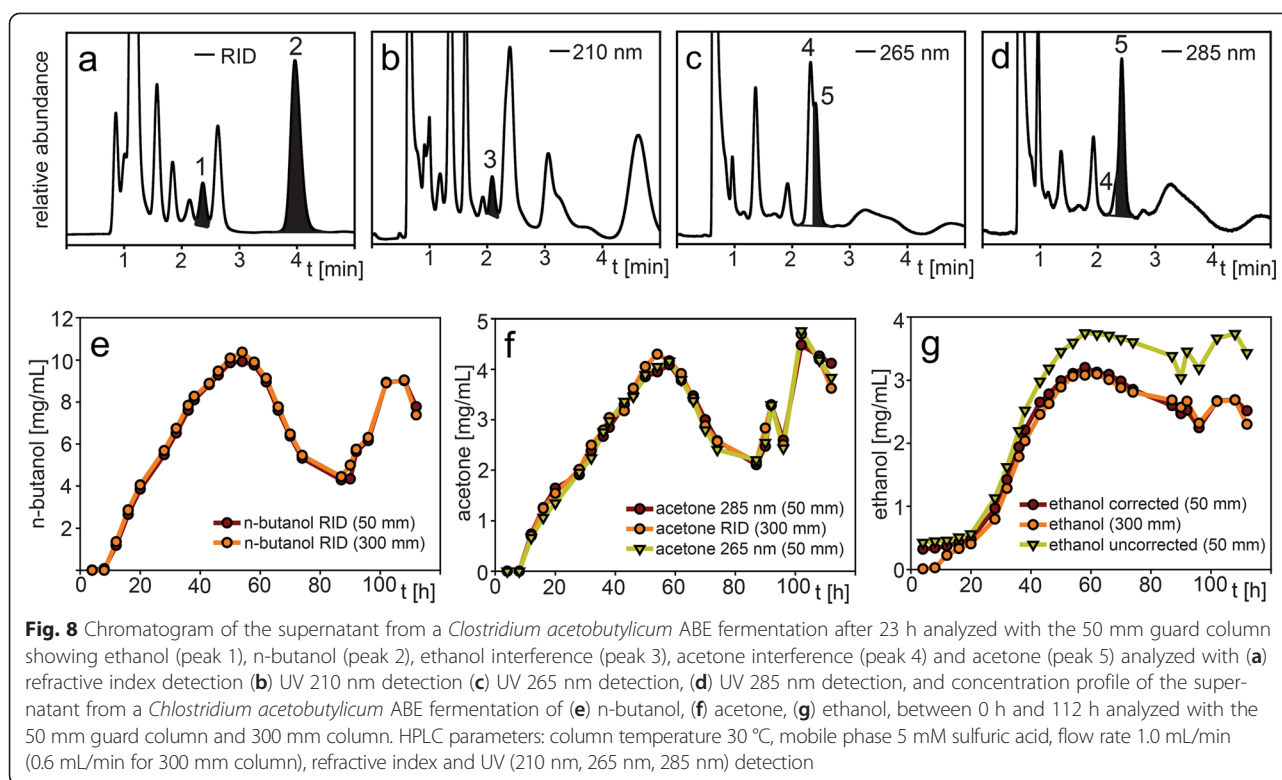 a
RID
1
2
relative abundance
1 2 3 4 t [min]
b
210 nm
3
1 2 3 4 t [min]
c
265 nm
4
5
1 2 3 4 t [min]
d
285 nm
5
4
1 2 3 4 t [min]
e
n-butanol [mg/mL]
12
10
8
6
4
2
n-butanol RID (50 mm)
n-butanol RID (300 mm)
0 20 40 60 80 100 t [h]
f
acetone [mg/mL]
5
4
3
2
1
0
acetone 285 nm (50 mm)
acetone RID (300 mm)
acetone 265 nm (50 mm)
0 20 40 60 80 100 t [h]
g
ethanol [mg/mL]
4
3
2
1
0
ethanol corrected (50 mm)
ethanol (300 mm)
ethanol uncorrected (50 mm)
0 20 40 60 80 100 t [h]
Fig. 8 Chromatogram of the supernatant from a Clostridium acetobutylicum ABE fermentation after 23 h analyzed with the 50 mm guard column
showing ethanol (peak 1), n-butanol (peak 2), ethanol interference (peak 3), acetone interference (peak 4) and acetone (peak 5) analyzed with (a)
refractive index detection (b) UV 210 nm detection (c) UV 265 nm detection, (d) UV 285 nm detection, and concentration profile of the super-
natant from a Chlostridium acetobutylicum ABE fermentation of (e) n-butanol, (f) acetone, (g) ethanol, between 0 h and 112 h analyzed with the
50 mm guard column and 300 mm column. HPLC parameters: column temperature 30 °C, mobile phase 5 mM sulfuric acid, flow rate 1.0 mL/min
(0.6 mL/min for 300 mm column), refractive index and UV (210 nm, 265 nm, 285 nm) detection